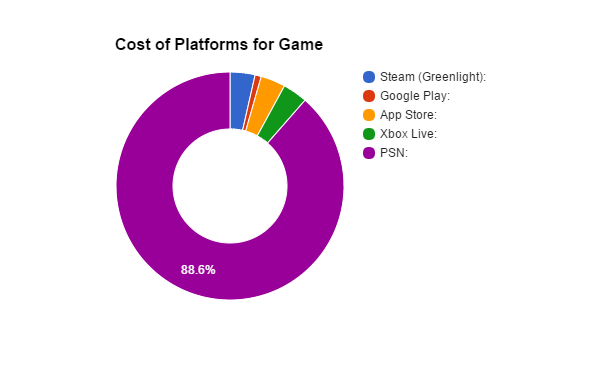 Cost of Platforms for Game
Steam (Greenlight):
Google Play:
App Store:
Xbox Live:
PSN:
88.6%